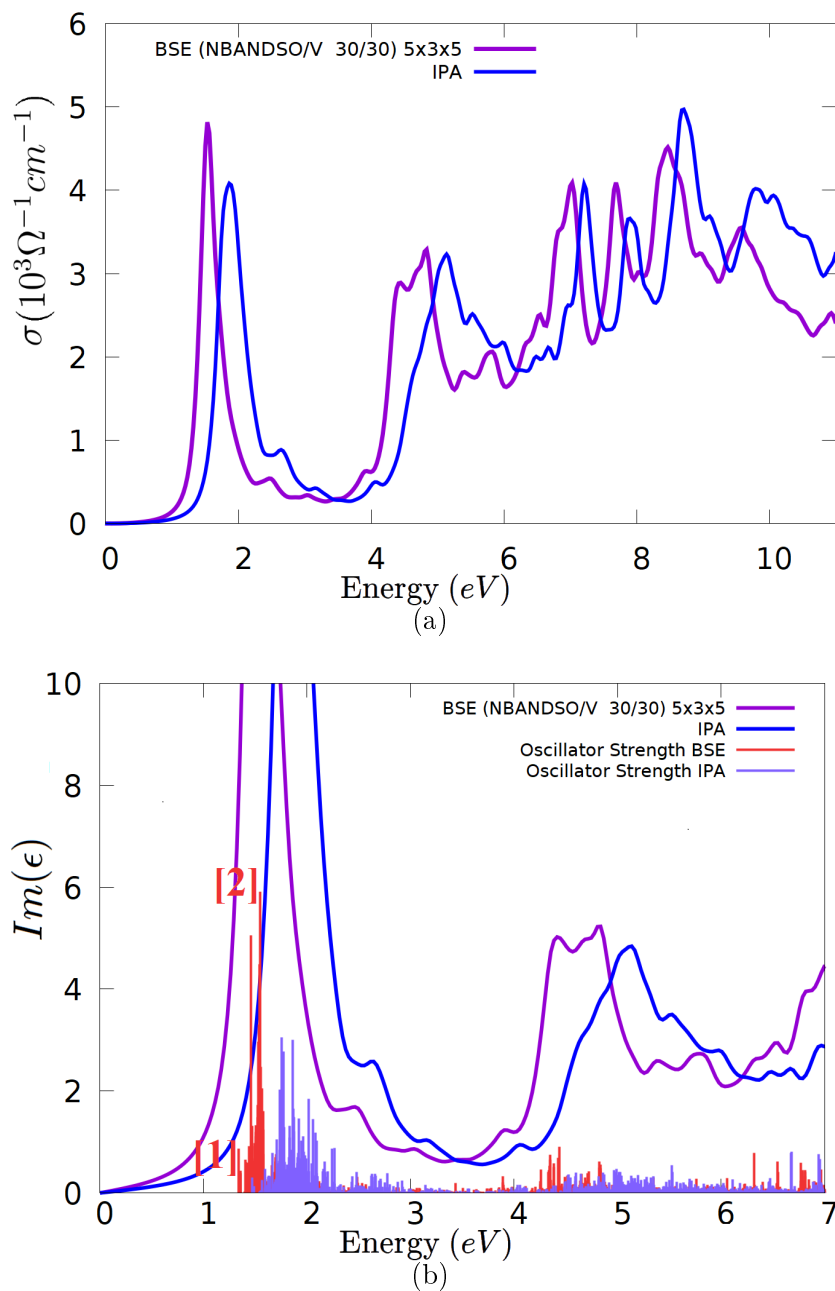 6
BSE (NBANDSO/V 30/30) 5x3x5
IPA
5
4
3
2
1
0
σ(10³Ω⁻¹cm⁻¹)
0 2 4 6 8 10
Energy (eV)
(a)
10
BSE (NBANDSO/V 30/30) 5x3x5
IPA
Oscillator Strength BSE
Oscillator Strength IPA
8
[2]
6
Im(ϵ)
4
2
[1]
0
0 1 2 3 4 5 6 7
Energy (eV)
(b)